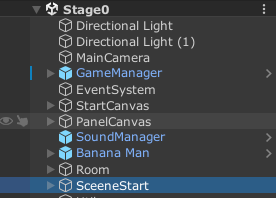 Stage0
Directional Light
Directional Light (1)
MainCamera
GameManager
EventSystem
StartCanvas
PanelCanvas
SoundManager
Banana Man
Room
SceeneStart